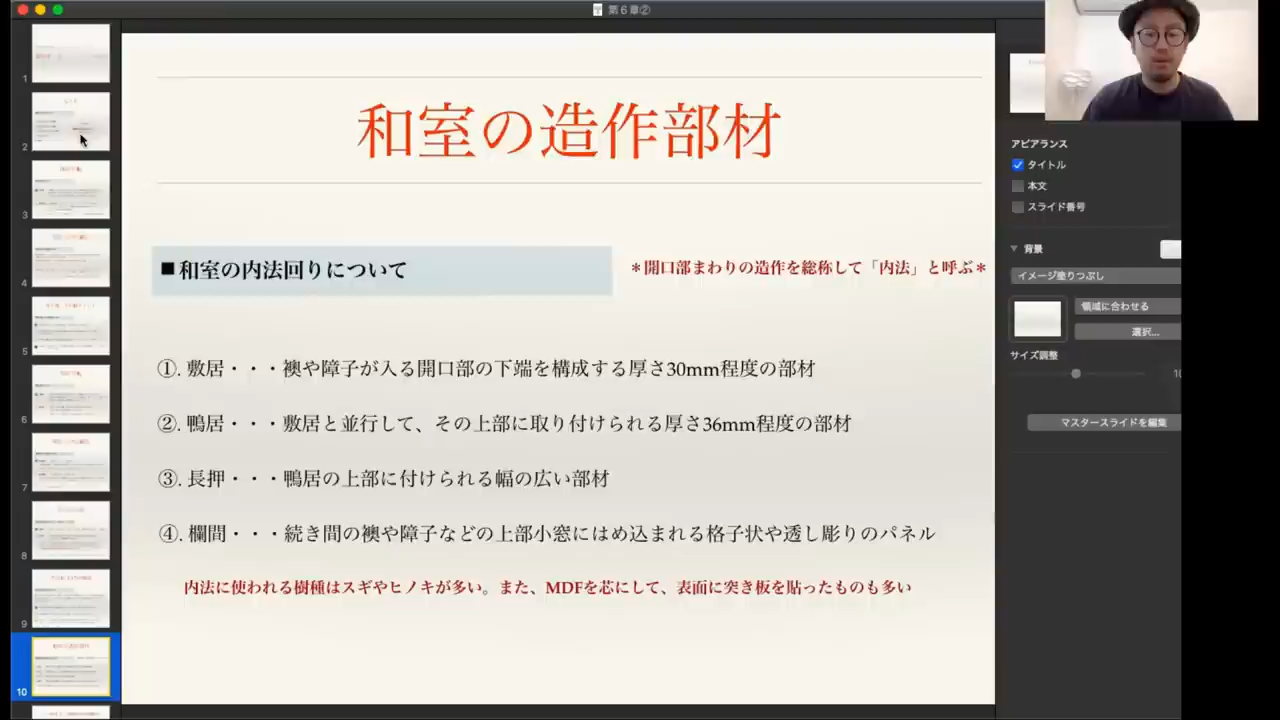 第6章②
和室の造作部材
■和室の内法回りについて
＊開口部まわりの造作を総称して「内法」と呼ぶ＊
①. 敷居・・・襖や障子が入る開口部の下端を構成する厚さ30mm程度の部材
②. 鴨居・・・敷居と並行して、その上部に取り付けられる厚さ36mm程度の部材
③. 長押・・・鴨居の上部に付けられる幅の広い部材
④. 欄間・・・続き間の襖や障子などの上部小窓にはめ込まれる格子状や透し彫りのパネル
内法に使われる樹種はスギやヒノキが多い。また、MDFを芯にして、表面に突き板を貼ったものも多い
1
2
3
4
5
6
7
8
9
10
アピアランス
タイトル
本文
スライド番号
背景
イメージ塗りつぶし
領域に合わせる
選択...
サイズ調整
マスタースライドを編集